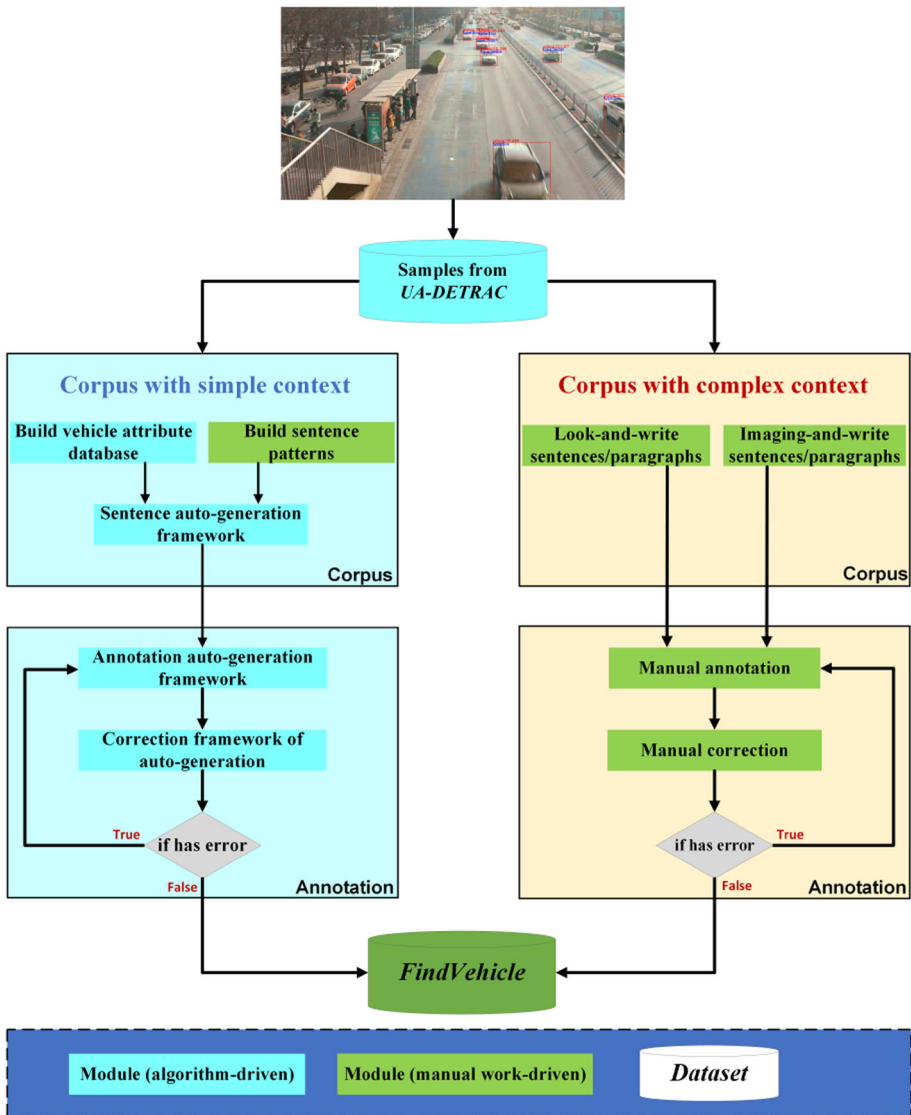 Samples from
UA-DETRAC
Corpus with simple context
Build vehicle attribute
database
Build sentence
patterns
Sentence auto-generation
framework
Corpus
Corpus with complex context
Look-and-write
sentences/paragraphs
Imaging-and-write
sentences/paragraphs
Corpus
Annotation auto-generation
framework
Correction framework of
auto-generation
True
if has error
False
Annotation
Manual annotation
Manual correction
if has error
True
False
Annotation
FindVehicle
Module (algorithm-driven)
Module (manual work-driven)
Dataset